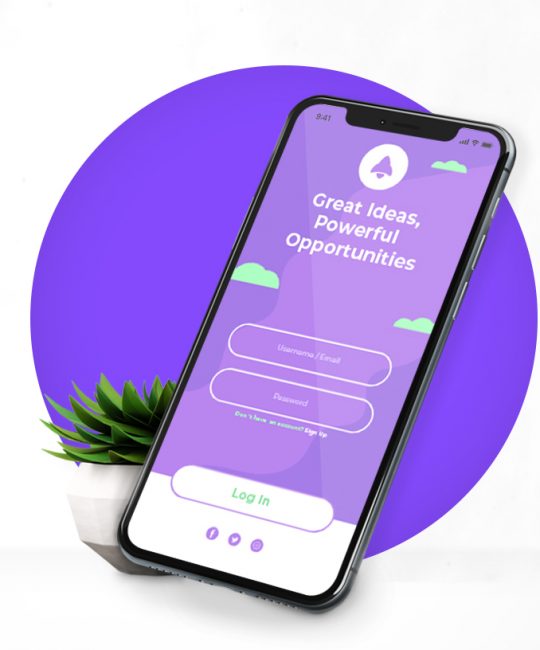 9:41
Great Ideas,
Powerful
Opportunities
Username / Email
Password
Don't have an account? Sign Up
Log In